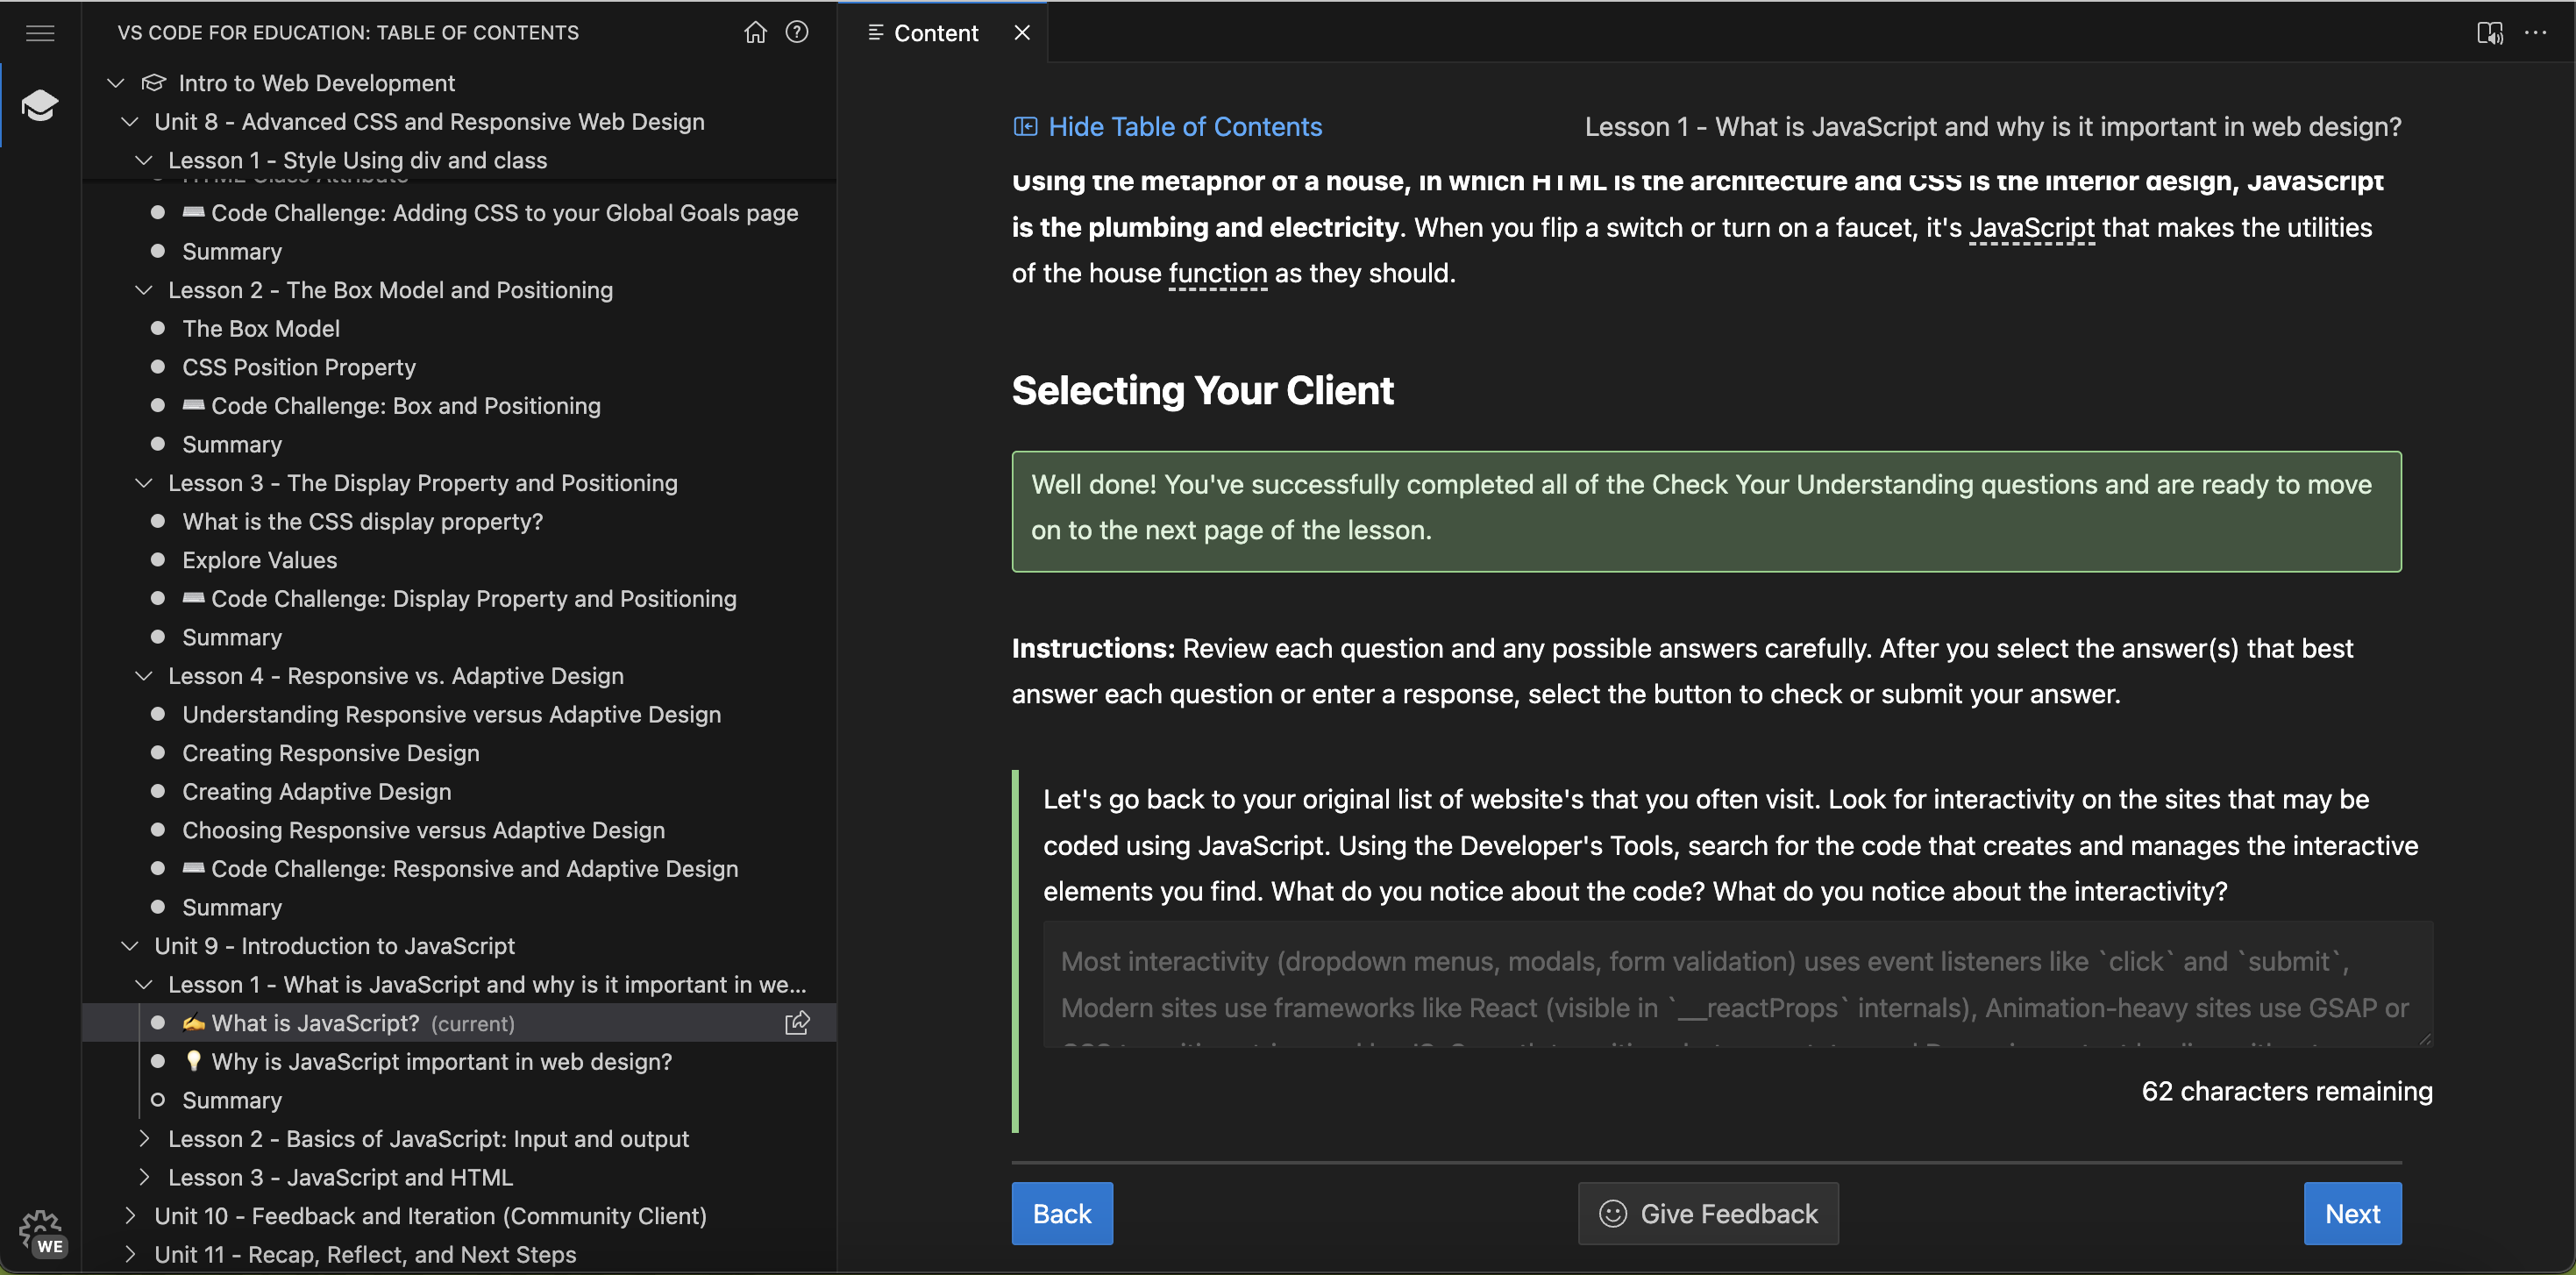 VS CODE FOR EDUCATION: TABLE OF CONTENTS
Intro to Web Development
Unit 8 - Advanced CSS and Responsive Web Design
Lesson 1 - Style Using div and class
HTML Class Attribute
Code Challenge: Adding CSS to your Global Goals page
Summary
Lesson 2 - The Box Model and Positioning
The Box Model
CSS Position Property
Code Challenge: Box and Positioning
Summary
Lesson 3 - The Display Property and Positioning
What is the CSS display property?
Explore Values
Code Challenge: Display Property and Positioning
Summary
Lesson 4 - Responsive vs. Adaptive Design
Understanding Responsive versus Adaptive Design
Creating Responsive Design
Creating Adaptive Design
Choosing Responsive versus Adaptive Design
Code Challenge: Responsive and Adaptive Design
Summary
Unit 9 - Introduction to JavaScript
Lesson 1 - What is JavaScript and why is it important in we...
✍️ What is JavaScript? (current)
💡 Why is JavaScript important in web design?
Summary
Lesson 2 - Basics of JavaScript: Input and output
Lesson 3 - JavaScript and HTML
Unit 10 - Feedback and Iteration (Community Client)
Unit 11 - Recap, Reflect, and Next Steps
WE
Content
Hide Table of Contents
Lesson 1 - What is JavaScript and why is it important in web design?
Using the metaphor of a house, in which HTML is the architecture and CSS is the interior design, JavaScript
is the plumbing and electricity. When you flip a switch or turn on a faucet, it's JavaScript that makes the utilities
of the house function as they should.
Selecting Your Client
Well done! You've successfully completed all of the Check Your Understanding questions and are ready to move
on to the next page of the lesson.
Instructions: Review each question and any possible answers carefully. After you select the answer(s) that best
answer each question or enter a response, select the button to check or submit your answer.
Let's go back to your original list of website's that you often visit. Look for interactivity on the sites that may be
coded using JavaScript. Using the Developer's Tools, search for the code that creates and manages the interactive
elements you find. What do you notice about the code? What do you notice about the interactivity?
Most interactivity (dropdown menus, modals, form validation) uses event listeners like `click` and `submit`,
Modern sites use frameworks like React (visible in `__reactProps` internals), Animation-heavy sites use GSAP or
62 characters remaining
Back
Give Feedback
Next